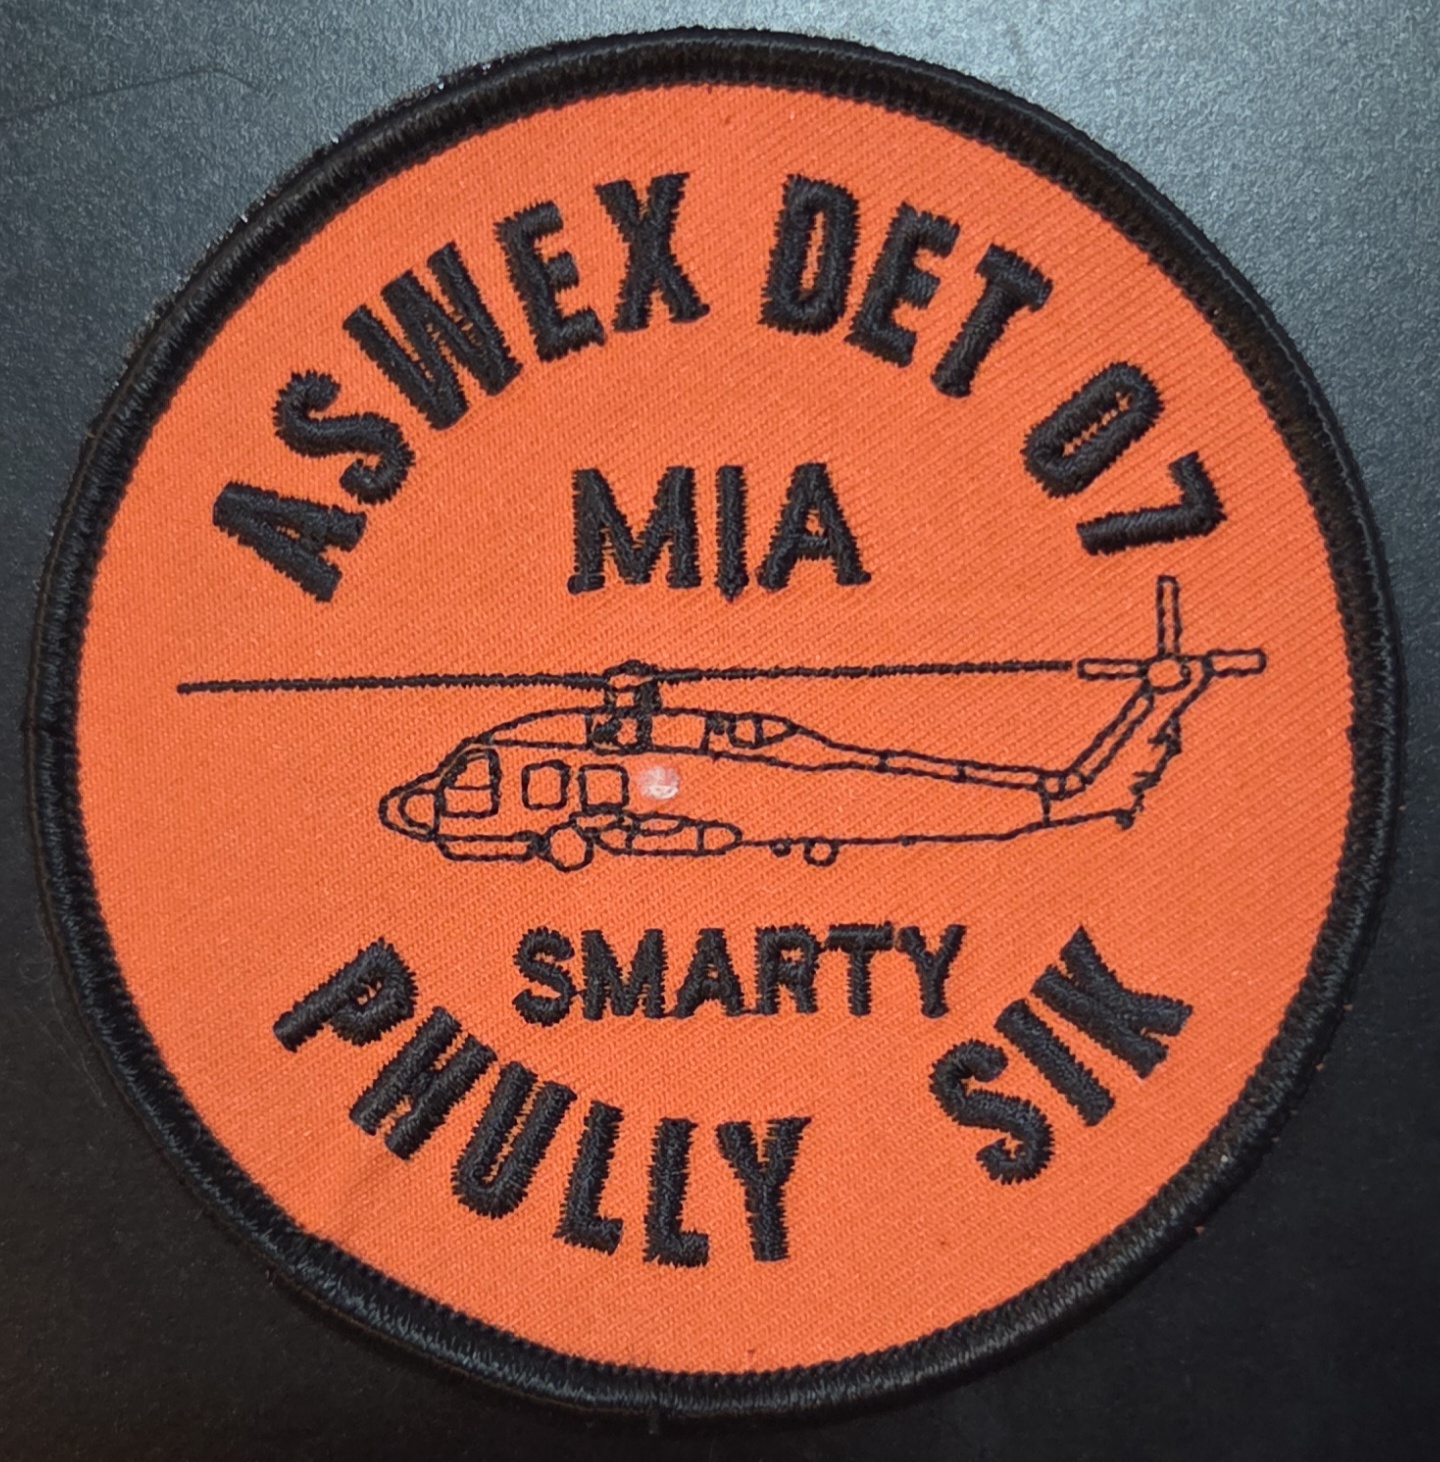 ASWEX DET 07
MIA
SMARTY
PHULLY SIK